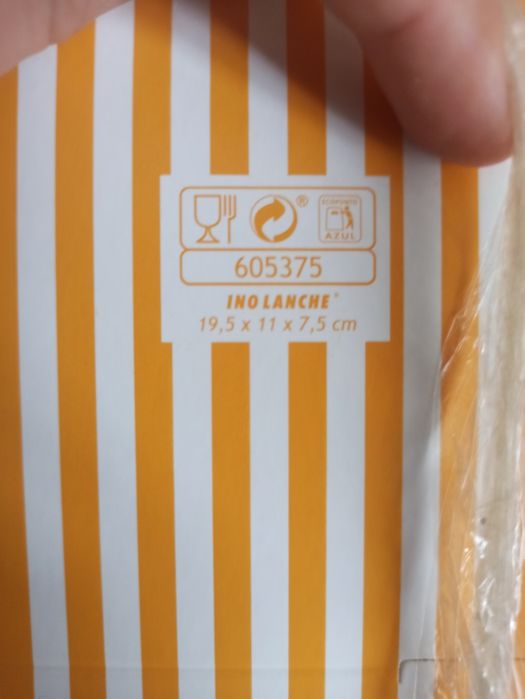 ®
ECOPONTO
AZUL
605375
INO LANCHE®
19,5 x 11 x 7,5 cm